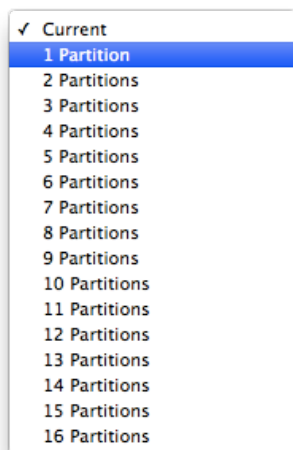 ✓ Current
1 Partition
2 Partitions
3 Partitions
4 Partitions
5 Partitions
6 Partitions
7 Partitions
8 Partitions
9 Partitions
10 Partitions
11 Partitions
12 Partitions
13 Partitions
14 Partitions
15 Partitions
16 Partitions